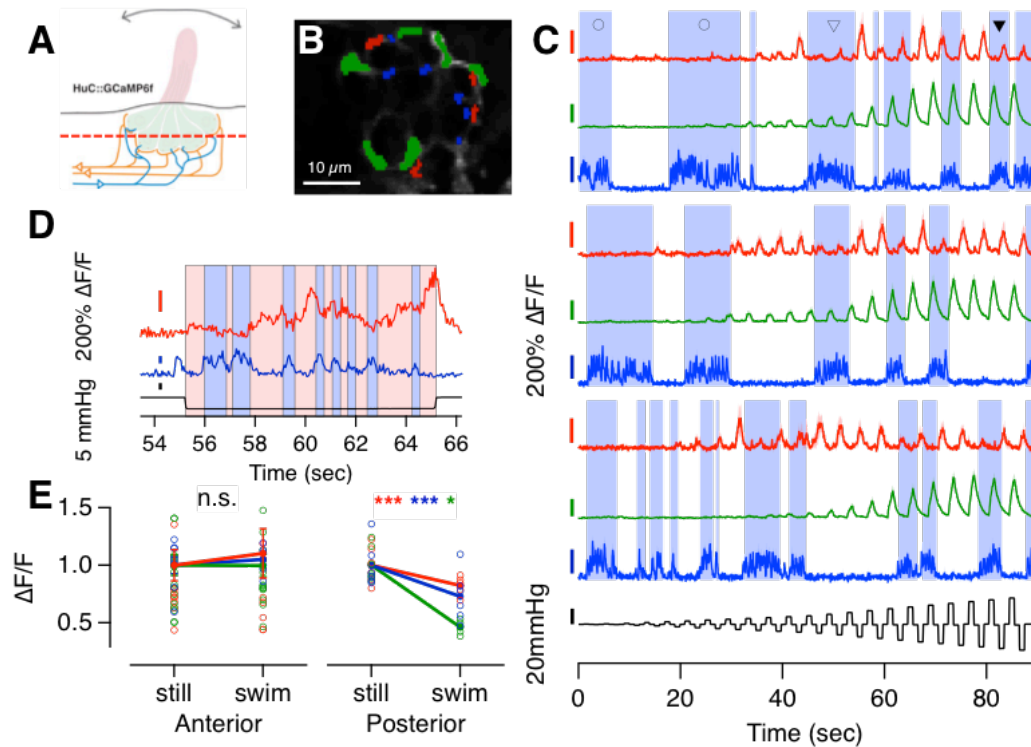 A
HuC::GCaMP6f
B
10 µm
C
200% ΔF/F
20mmHg
0 20 40 60 80
Time (sec)
D
200% ΔF/F
5 mmHg
54 56 58 60 62 64 66
Time (sec)
E
n.s.
*** *** *
ΔF/F
1.5
1.0
0.5
still swim still swim
Anterior Posterior